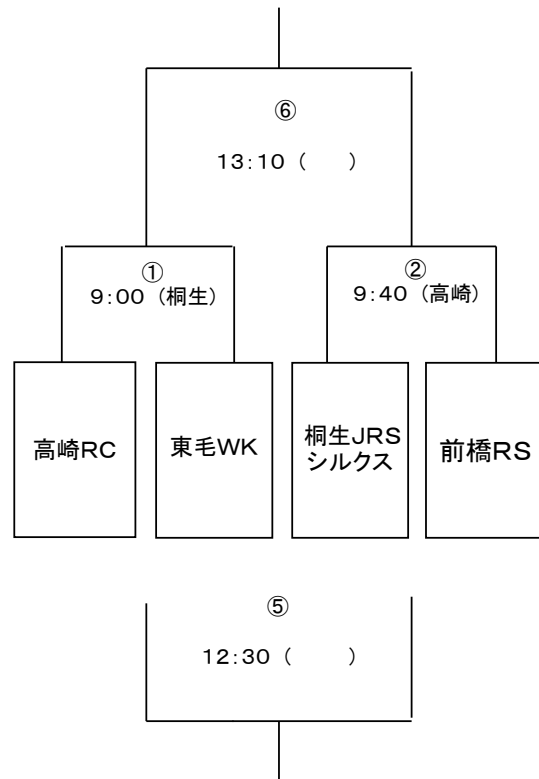 ⑥
13:10 (　　)
①
9:00 (桐生)
②
9:40 (高崎)
高崎RC
東毛WK
桐生JRS
シルクス
前橋RS
⑤
12:30 (　　　)